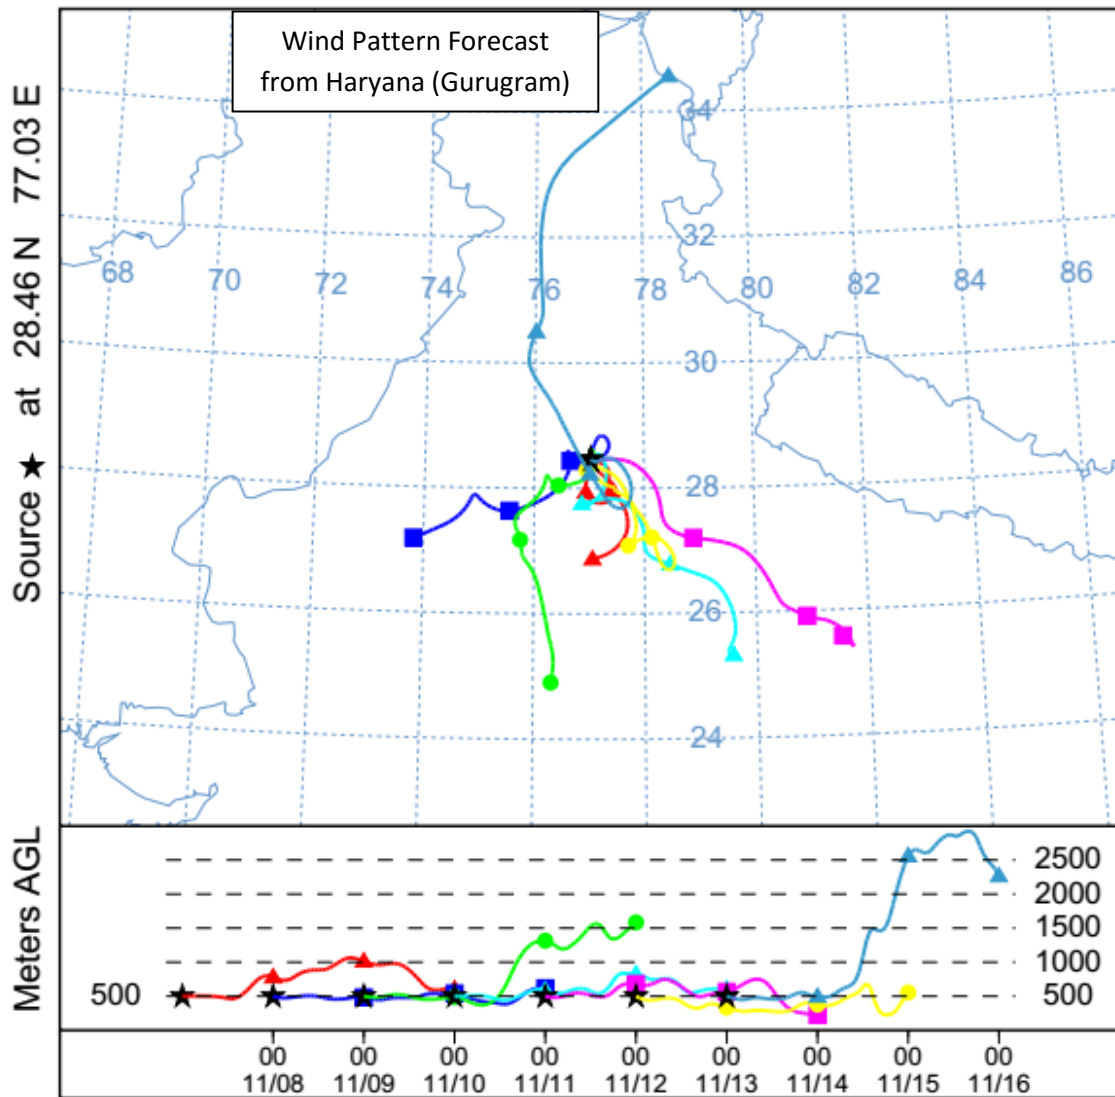 Wind Pattern Forecast
from Haryana (Gurugram)
Source ★ at 28.46 N 77.03 E
34
32
68 70 72 74 76 78 80 82 84 86
30
28
26
24
Meters AGL
2500
2000
1500
1000
500 500
00 00 00 00 00 00 00 00 00
11/08 11/09 11/10 11/11 11/12 11/13 11/14 11/15 11/16